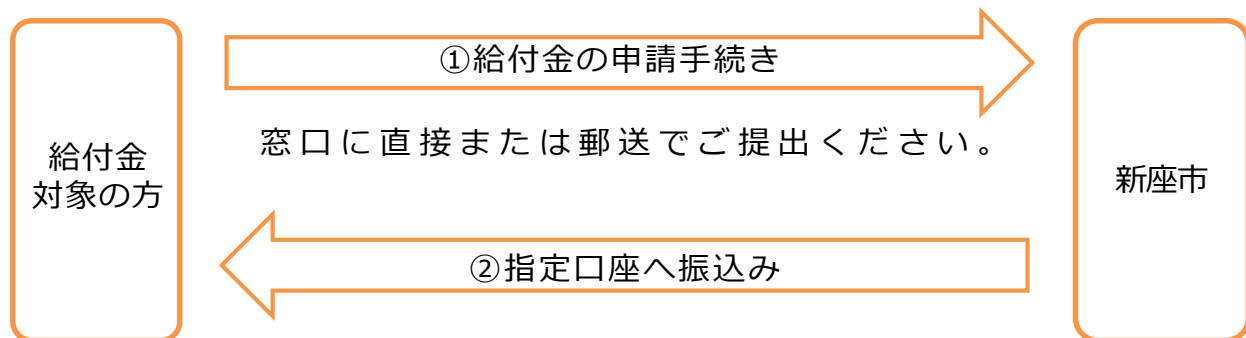 ①給付金の申請手続き
窓口に直接または郵送でご提出ください。
給付金
対象の方
新座市
②指定口座へ振込み